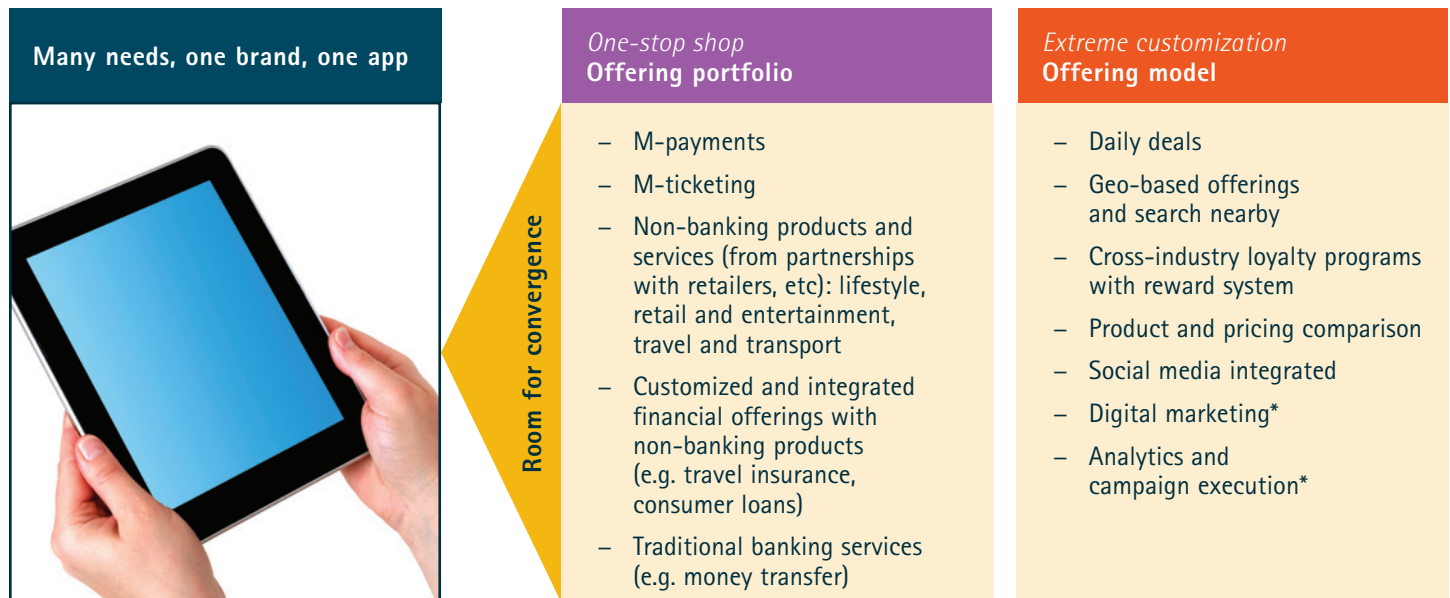 Many needs, one brand, one app
Room for convergence
One-stop shop
Offering portfolio
– M-payments
– M-ticketing
– Non-banking products and
services (from partnerships
with retailers, etc): lifestyle,
retail and entertainment,
travel and transport
– Customized and integrated
financial offerings with
non-banking products
(e.g. travel insurance,
consumer loans)
– Traditional banking services
(e.g. money transfer)
Extreme customization
Offering model
– Daily deals
– Geo-based offerings
and search nearby
– Cross-industry loyalty programs
with reward system
– Product and pricing comparison
– Social media integrated
– Digital marketing*
– Analytics and
campaign execution*